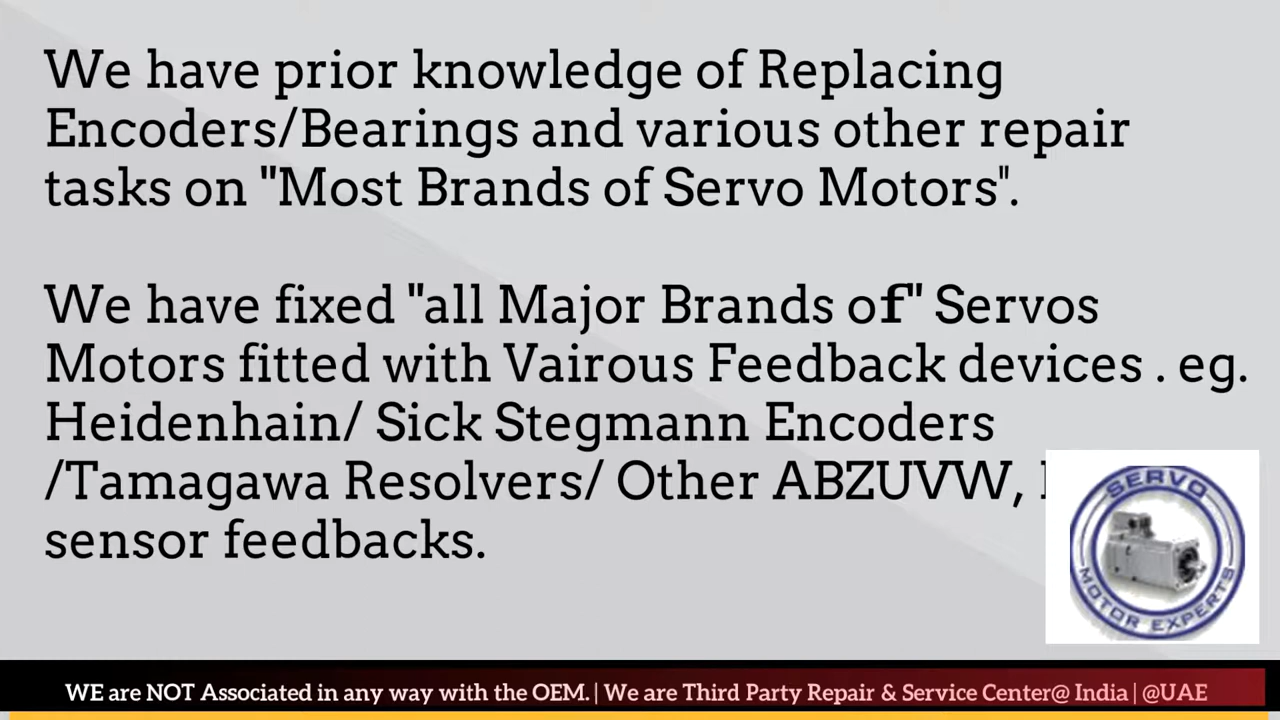 We have prior knowledge of Replacing
Encoders/Bearings and various other repair
tasks on "Most Brands of Servo Motors".
We have fixed "all Major Brands of" Servos
Motors fitted with Vairous Feedback devices . eg.
Heidenhain/ Sick Stegmann Encoders
/Tamagawa Resolvers/ Other ABZUVW,
sensor feedbacks.
SERVO
MOTOR EXPERTS
WE are NOT Associated in any way with the OEM. | We are Third Party Repair & Service Center@ India | @UAE